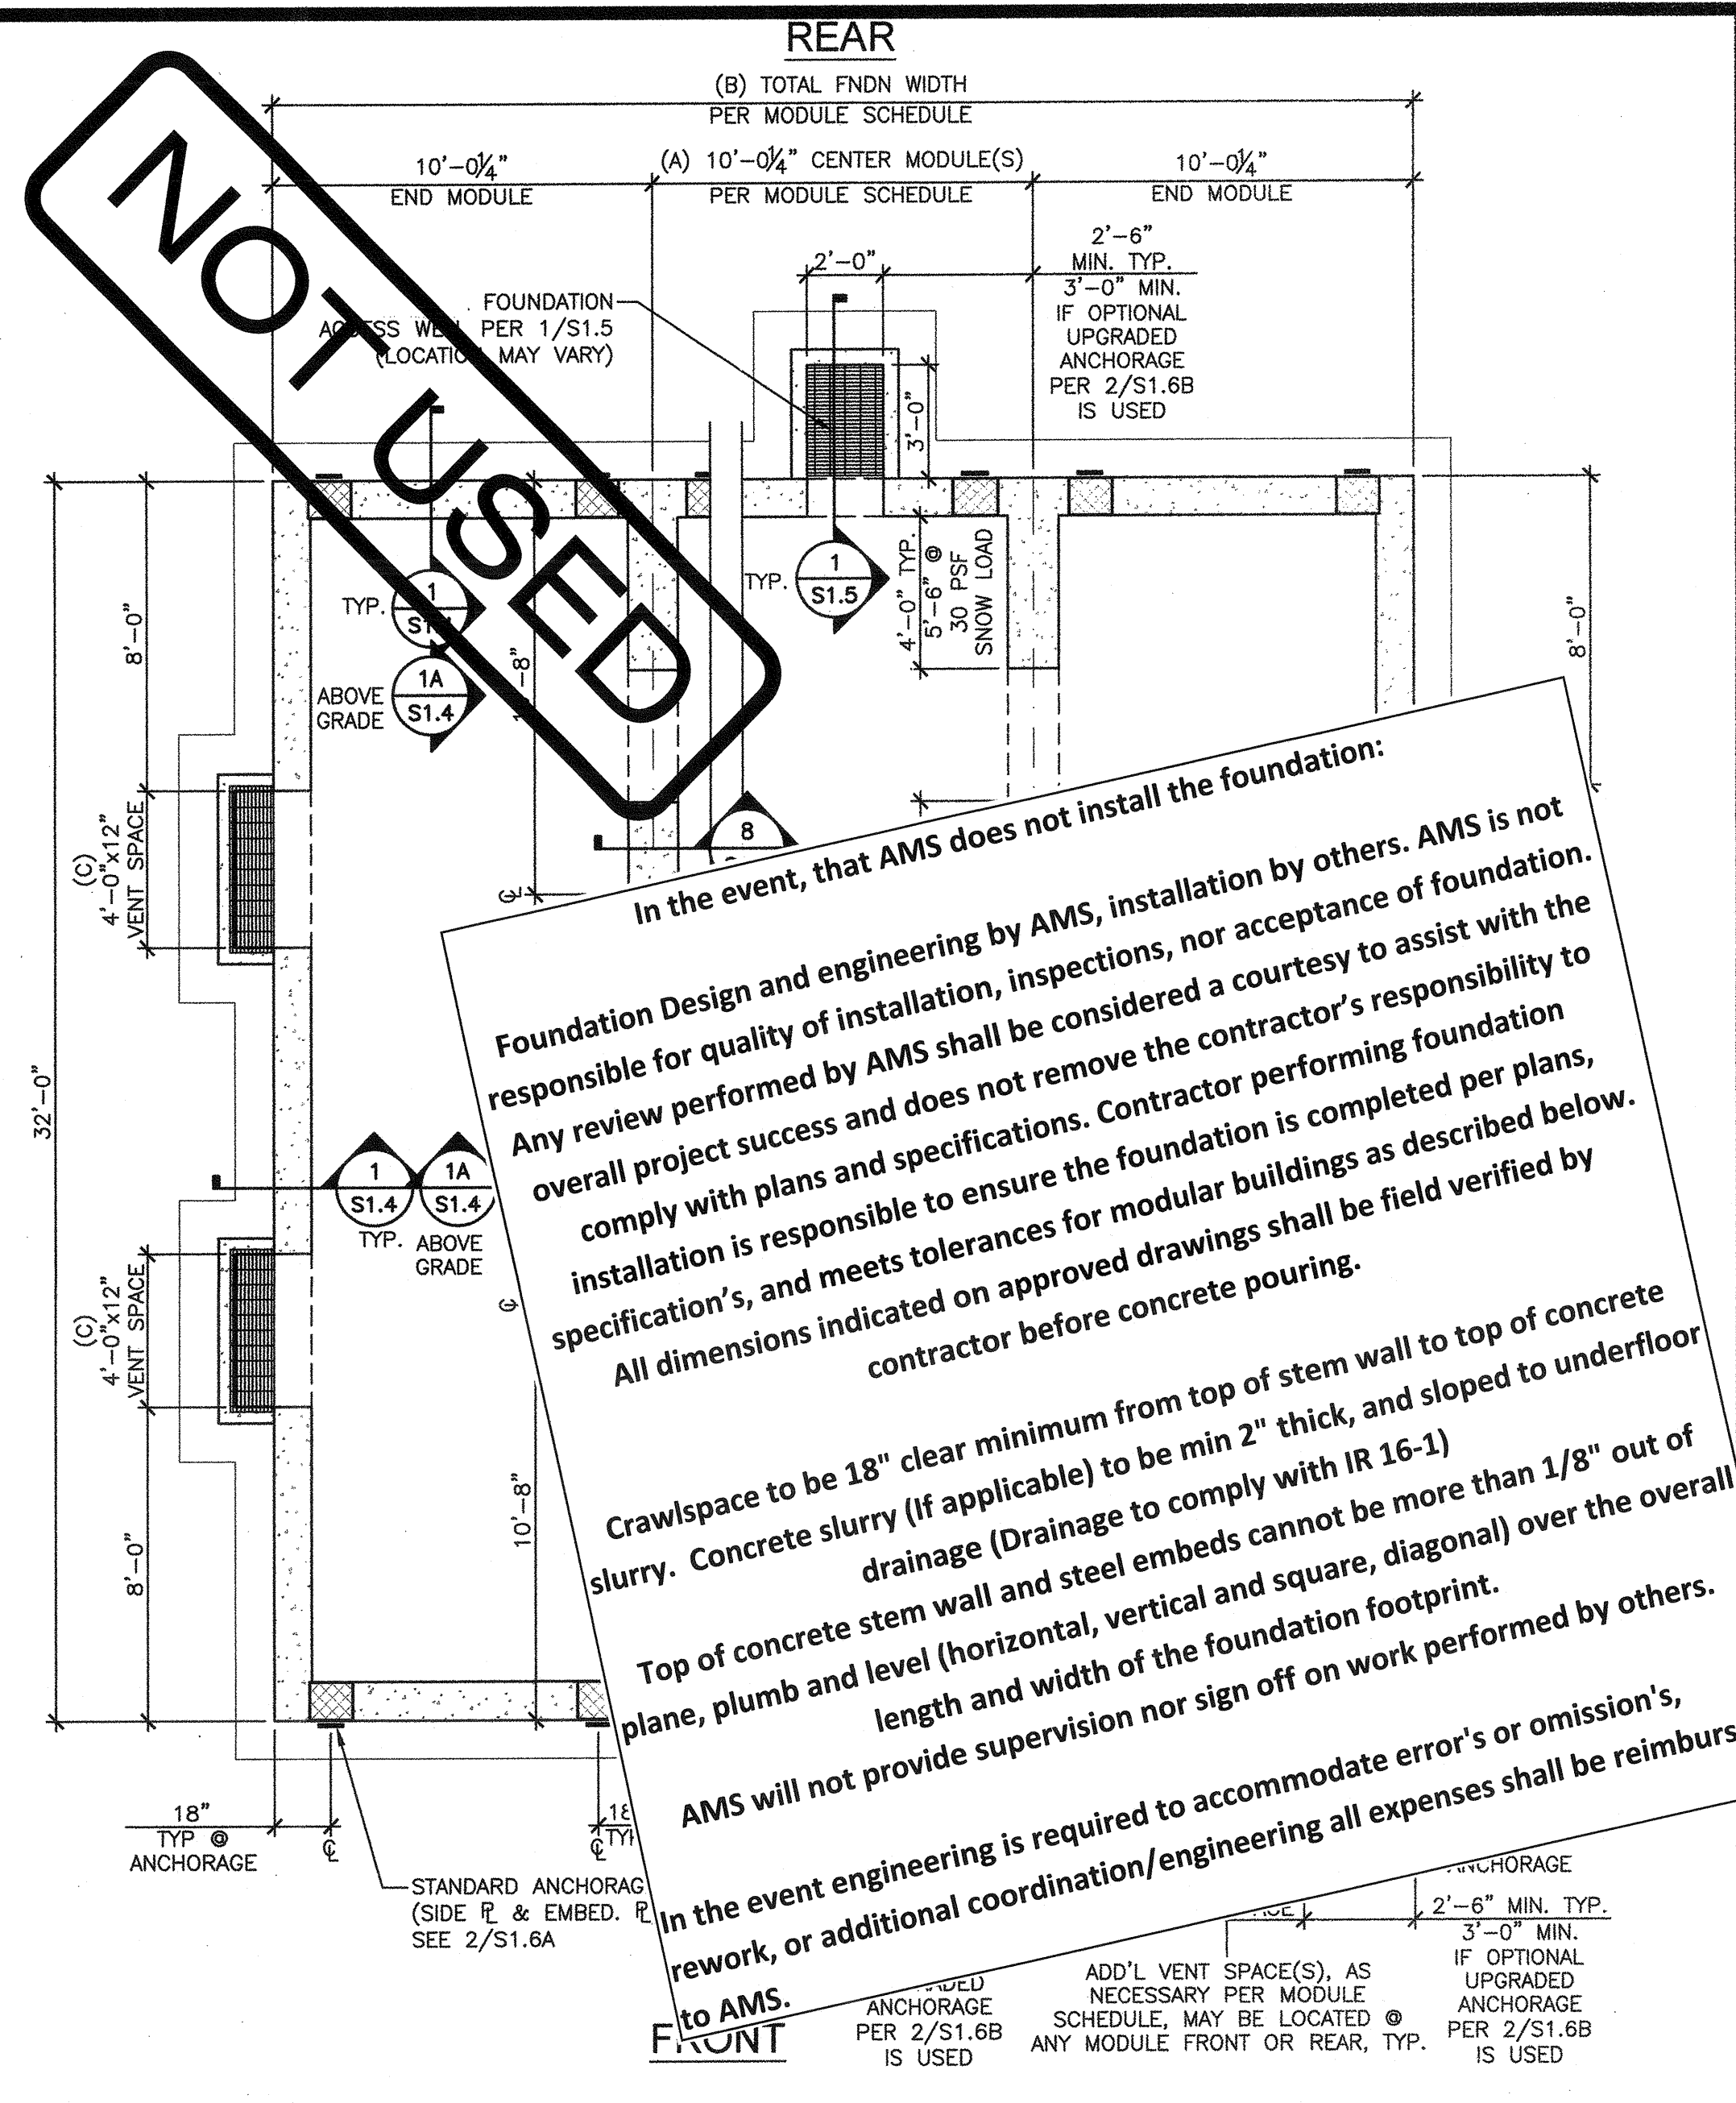 REAR
(B) TOTAL FNDN WIDTH
PER MODULE SCHEDULE
10'-0¼"
END MODULE
(A) 10'-0¼" CENTER MODULE(S)
PER MODULE SCHEDULE
10'-0¼"
END MODULE
2'-6"
MIN. TYP.
3'-0" MIN.
IF OPTIONAL
UPGRADED
ANCHORAGE
PER 2/S1.6B
IS USED
2'-0"
FOUNDATION
PER 1/S1.5
MAY VARY)
NOT USED
3'-0"
4'-0" TYP.
5'-6" @
30 PSF
SNOW LOAD
TYP.
1
S1.5
TYP.
1
ABOVE
GRADE
1A
S1.4
8'-0"
8'-0"
(C)
4'-0"x12"
VENT SPACE
8
℄
32'-0"
1
S1.4
TYP.
1A
S1.4
ABOVE
GRADE
(C)
4'-0"x12"
VENT SPACE
℄
10'-8"
8'-0"
In the event, that AMS does not install the foundation:
Foundation Design and engineering by AMS, installation by others. AMS is not
responsible for quality of installation, inspections, nor acceptance of foundation.
Any review performed by AMS shall be considered a courtesy to assist with the
overall project success and does not remove the contractor's responsibility to
comply with plans and specifications. Contractor performing foundation
installation is responsible to ensure the foundation is completed per plans,
specification's, and meets tolerances for modular buildings as described below.
All dimensions indicated on approved drawings shall be field verified by
contractor before concrete pouring.
Crawlspace to be 18" clear minimum from top of stem wall to top of concrete
slurry. Concrete slurry (If applicable) to be min 2" thick, and sloped to underfloor
drainage (Drainage to comply with IR 16-1)
Top of concrete stem wall and steel embeds cannot be more than 1/8" out of
plane, plumb and level (horizontal, vertical and square, diagonal) over the overall
length and width of the foundation footprint.
AMS will not provide supervision nor sign off on work performed by others.
In the event engineering is required to accommodate error's or omission's,
rework, or additional coordination/engineering all expenses shall be reimburs
to AMS.
18"
TYP @
ANCHORAGE
℄
℄
STANDARD ANCHORAG
(SIDE ℙL & EMBED. ℙL
SEE 2/S1.6A
FRONT
ANCHORAGE
PER 2/S1.6B
IS USED
ADD'L VENT SPACE(S), AS
NECESSARY PER MODULE
SCHEDULE, MAY BE LOCATED @
ANY MODULE FRONT OR REAR, TYP.
ANCHORAGE
2'-6" MIN. TYP.
3'-0" MIN.
IF OPTIONAL
UPGRADED
ANCHORAGE
PER 2/S1.6B
IS USED